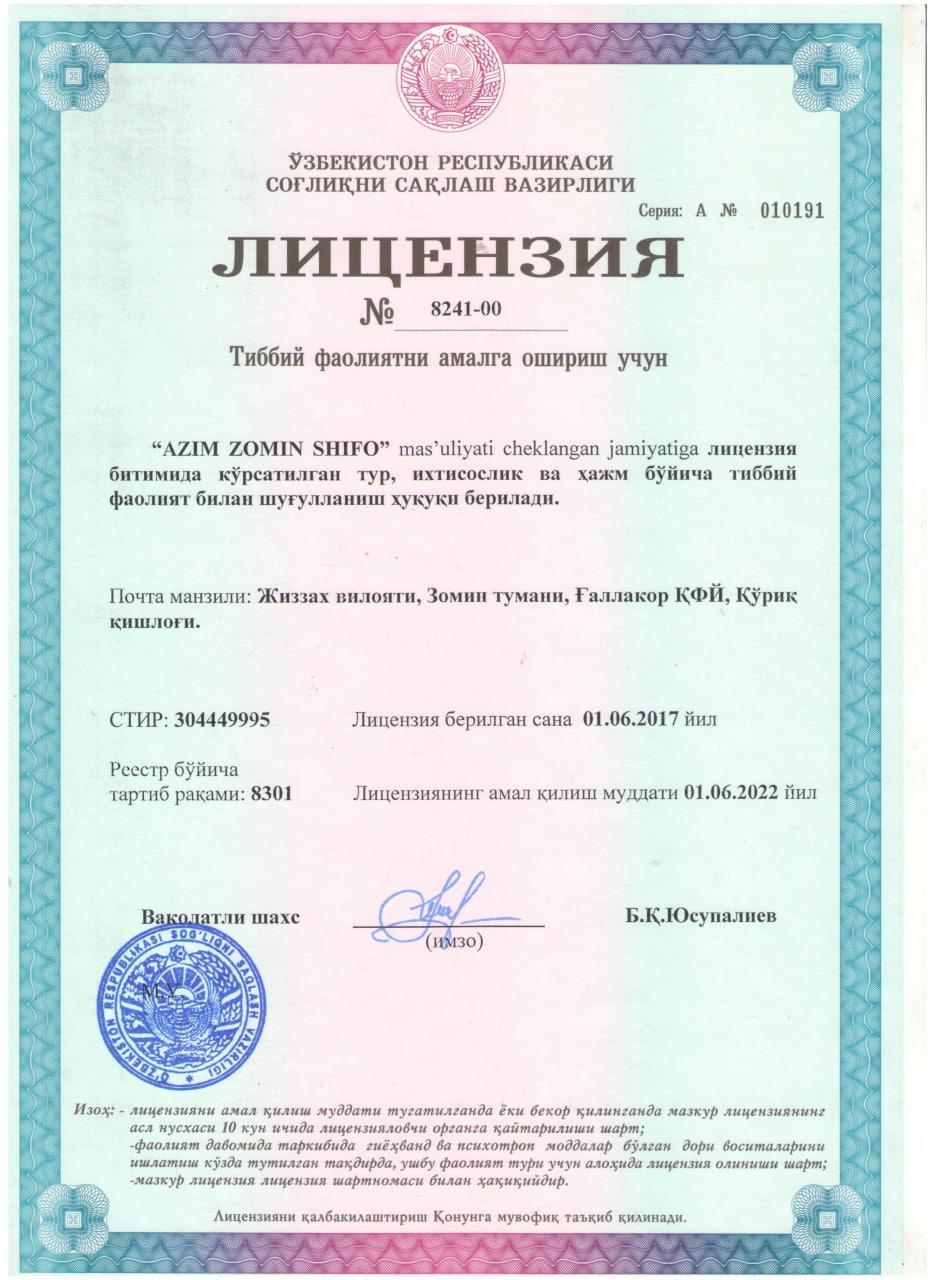 ЎЗБЕКИСТОН РЕСПУБЛИКАСИ
СОҒЛИҚНИ САҚЛАШ ВАЗИРЛИГИ
Серия: А № 010191
ЛИЦЕНЗИЯ
№ 8241-00
Тиббий фаолиятни амалга ошириш учун
“AZIM ZOMIN SHIFO” mas’uliyati cheklangan jamiyatiga лицензия
битимида кўрсатилган тур, ихтисослик ва ҳажм бўйича тиббий
фаолият билан шуғулланиш ҳуқуқи берилади.
Почта манзили: Жиззах вилояти, Зомин тумани, Ғаллакор ҚФЙ, Қўриқ
қишлоғи.
СТИР: 304449995 Лицензия берилган сана 01.06.2017 йил
Реестр бўйича
тартиб рақами: 8301 Лицензиянинг амал қилиш муддати 01.06.2022 йил
Ваколатли шахс Б.Қ.Юсупалиев
(имзо)
М.У.
O‘ZBEKISTON RESPUBLIKASI SOG‘LIQNI SAQLASH VAZIRLIGI
Изоҳ: - лицензияни амал қилиш муддати тугатилганда ёки бекор қилинганда мазкур лицензиянинг
асл нусхаси 10 кун ичида лицензияловчи органга қайтарилиши шарт;
-фаолият давомида таркибида гиёҳванд ва психотроп моддалар бўлган дори воситаларини
ишлатиш кўзда тутилган тақдирда, ушбу фаолият тури учун алоҳида лицензия олиниши шарт;
-мазкур лицензия лицензия шартномаси билан ҳақиқийдир.
Лицензияни қалбакилаштириш Қонунга мувофиқ таъқиб қилинади.